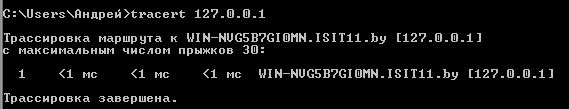 C:\Users\Андрей>tracert 127.0.0.1
Трассировка маршрута к WIN-NVG5B7GI0MN.ISIT11.by [127.0.0.1]
с максимальным числом прыжков 30:
1 <1 мс <1 мс <1 мс WIN-NVG5B7GI0MN.ISIT11.by [127.0.0.1]
Трассировка завершена.